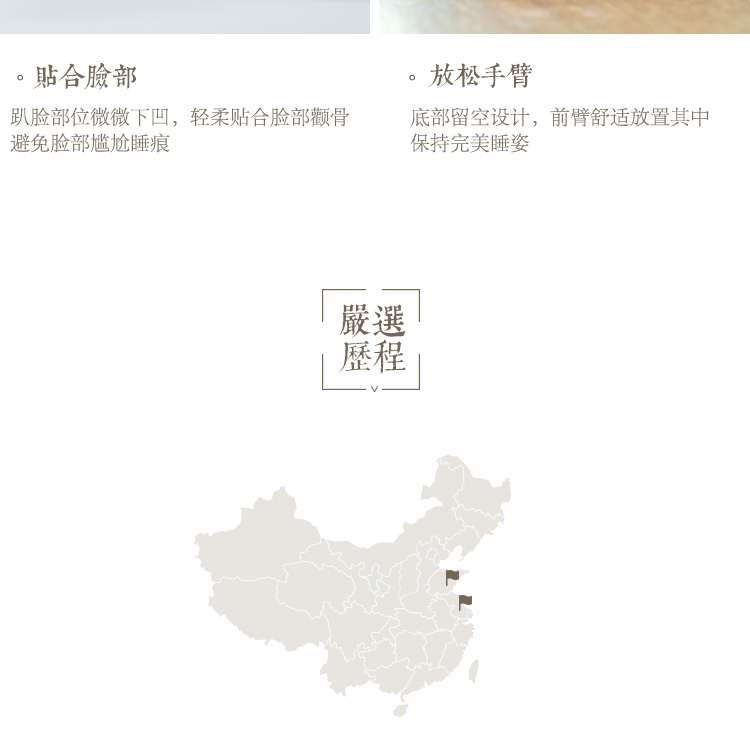 貼合臉部
趴脸部位微微下凹，轻柔贴合脸部颧骨
避免脸部尴尬睡痕
放松手臂
底部留空设计，前臂舒适放置其中
保持完美睡姿
嚴選
歷程